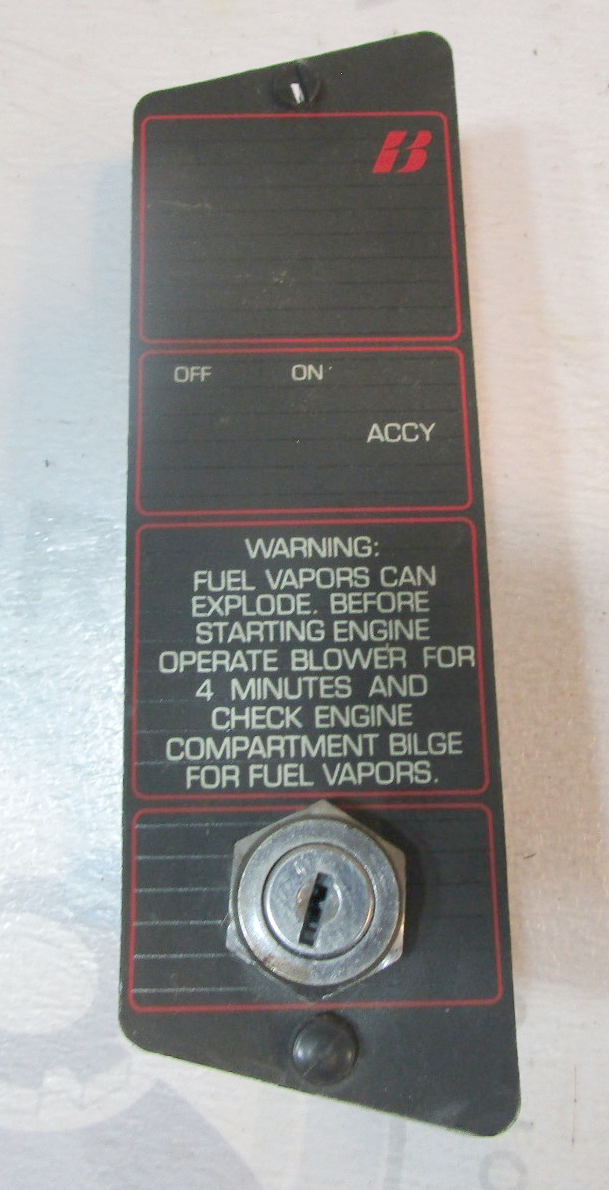 B
OFF ON
ACCY
WARNING:
FUEL VAPORS CAN
EXPLODE. BEFORE
STARTING ENGINE
OPERATE BLOWER FOR
4 MINUTES AND
CHECK ENGINE
COMPARTMENT BILGE
FOR FUEL VAPORS.